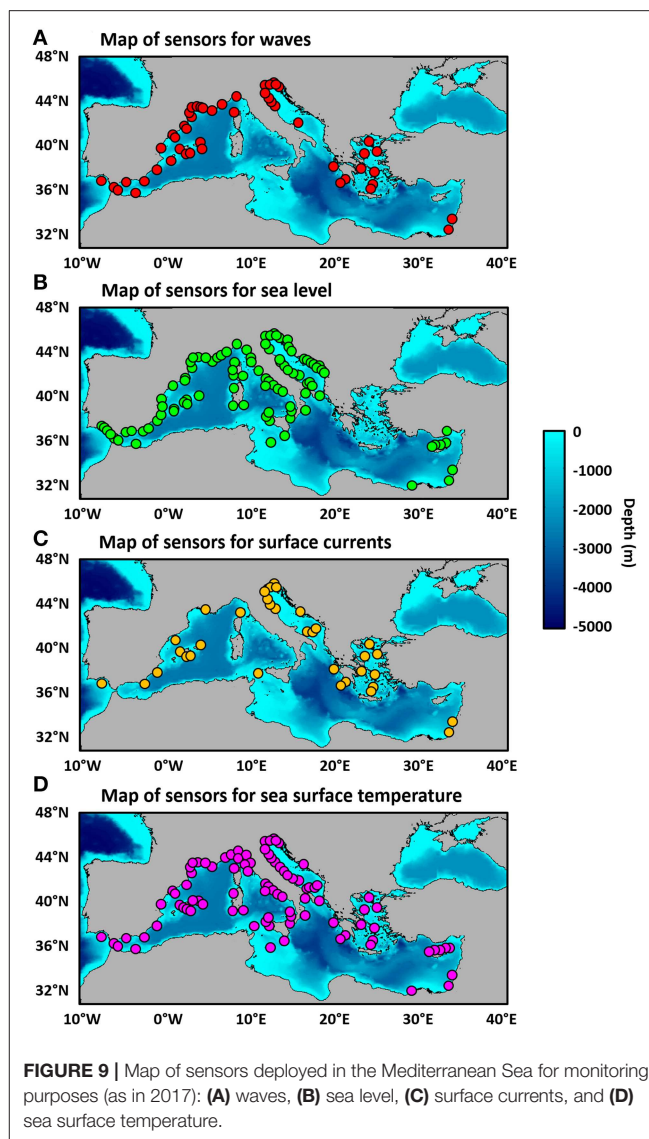 A
Map of sensors for waves
48°N
44°N
40°N
36°N
32°N
10°W 0°W 10°E 20°E 30°E 40°E
B
Map of sensors for sea level
48°N
44°N
40°N
36°N
32°N
10°W 0°W 10°E 20°E 30°E 40°E
0
-1000
-2000
-3000
-4000
-5000
Depth (m)
C
Map of sensors for surface currents
48°N
44°N
40°N
36°N
32°N
10°W 0°W 10°E 20°E 30°E 40°E
D
Map of sensors for sea surface temperature
48°N
44°N
40°N
36°N
32°N
10°W 0°W 10°E 20°E 30°E 40°E
FIGURE 9 | Map of sensors deployed in the Mediterranean Sea for monitoring
purposes (as in 2017): (A) waves, (B) sea level, (C) surface currents, and (D)
sea surface temperature.